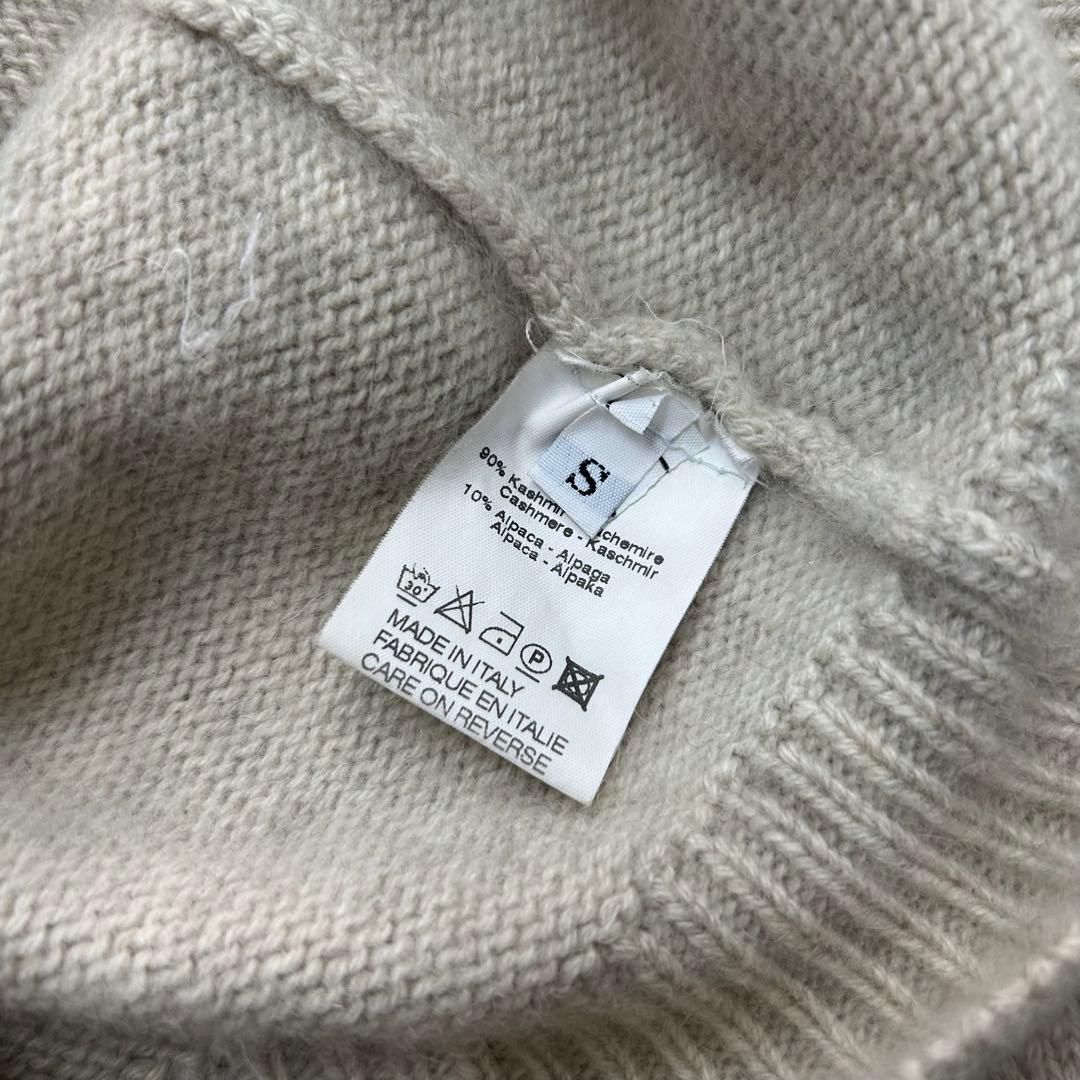 S
90% Kashmir
Cashmere - Kaschmir
10% Alpaca - Alpaga
Alpaca - Alpaka
30°
P
MADE IN ITALY
FABRIQUE EN ITALIE
CARE ON REVERSE